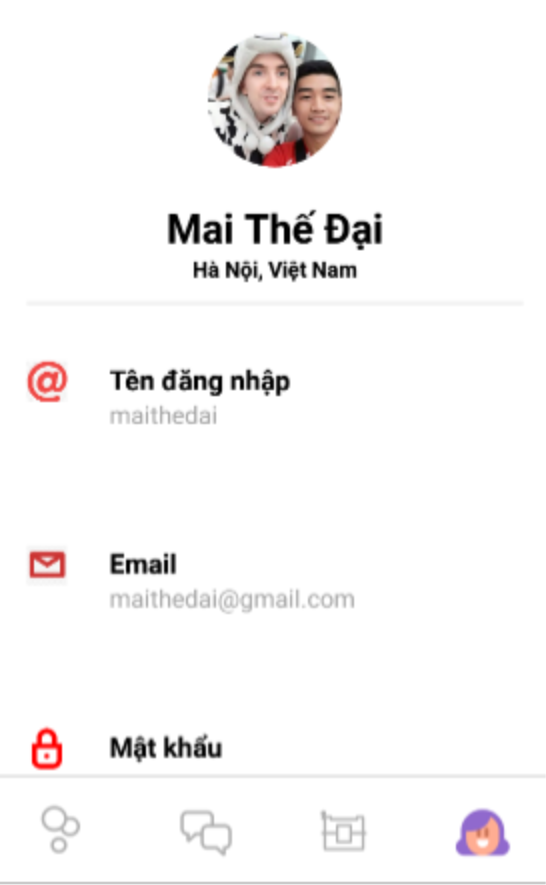 Mai Thế Đại
Hà Nội, Việt Nam
Tên đăng nhập
maithedai
Email
maithedai@gmail.com
Mật khẩu